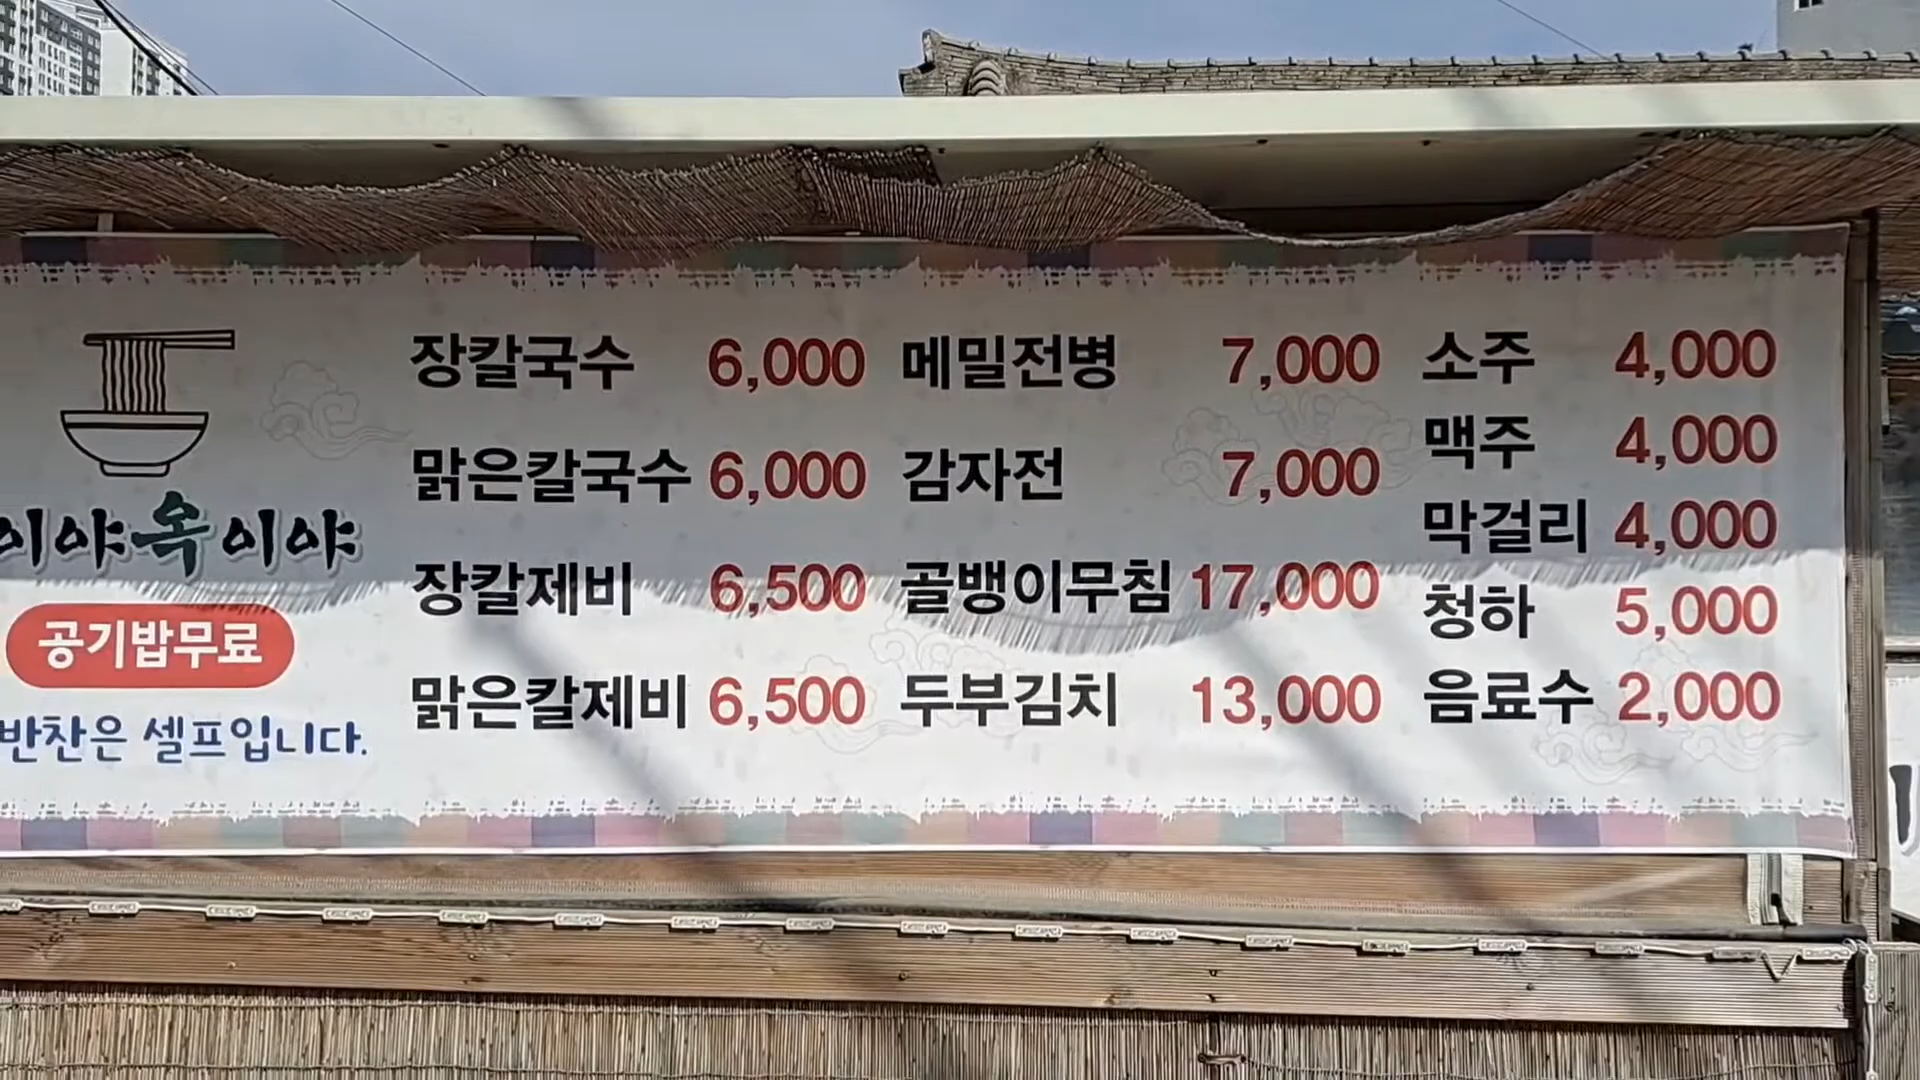 이야옥이야
공기밥무료
반찬은 셀프입니다.
장칼국수 6,000
맑은칼국수 6,000
장칼제비 6,500
맑은칼제비 6,500
메밀전병 7,000
감자전 7,000
골뱅이무침 17,000
두부김치 13,000
소주 4,000
맥주 4,000
막걸리 4,000
청하 5,000
음료수 2,000